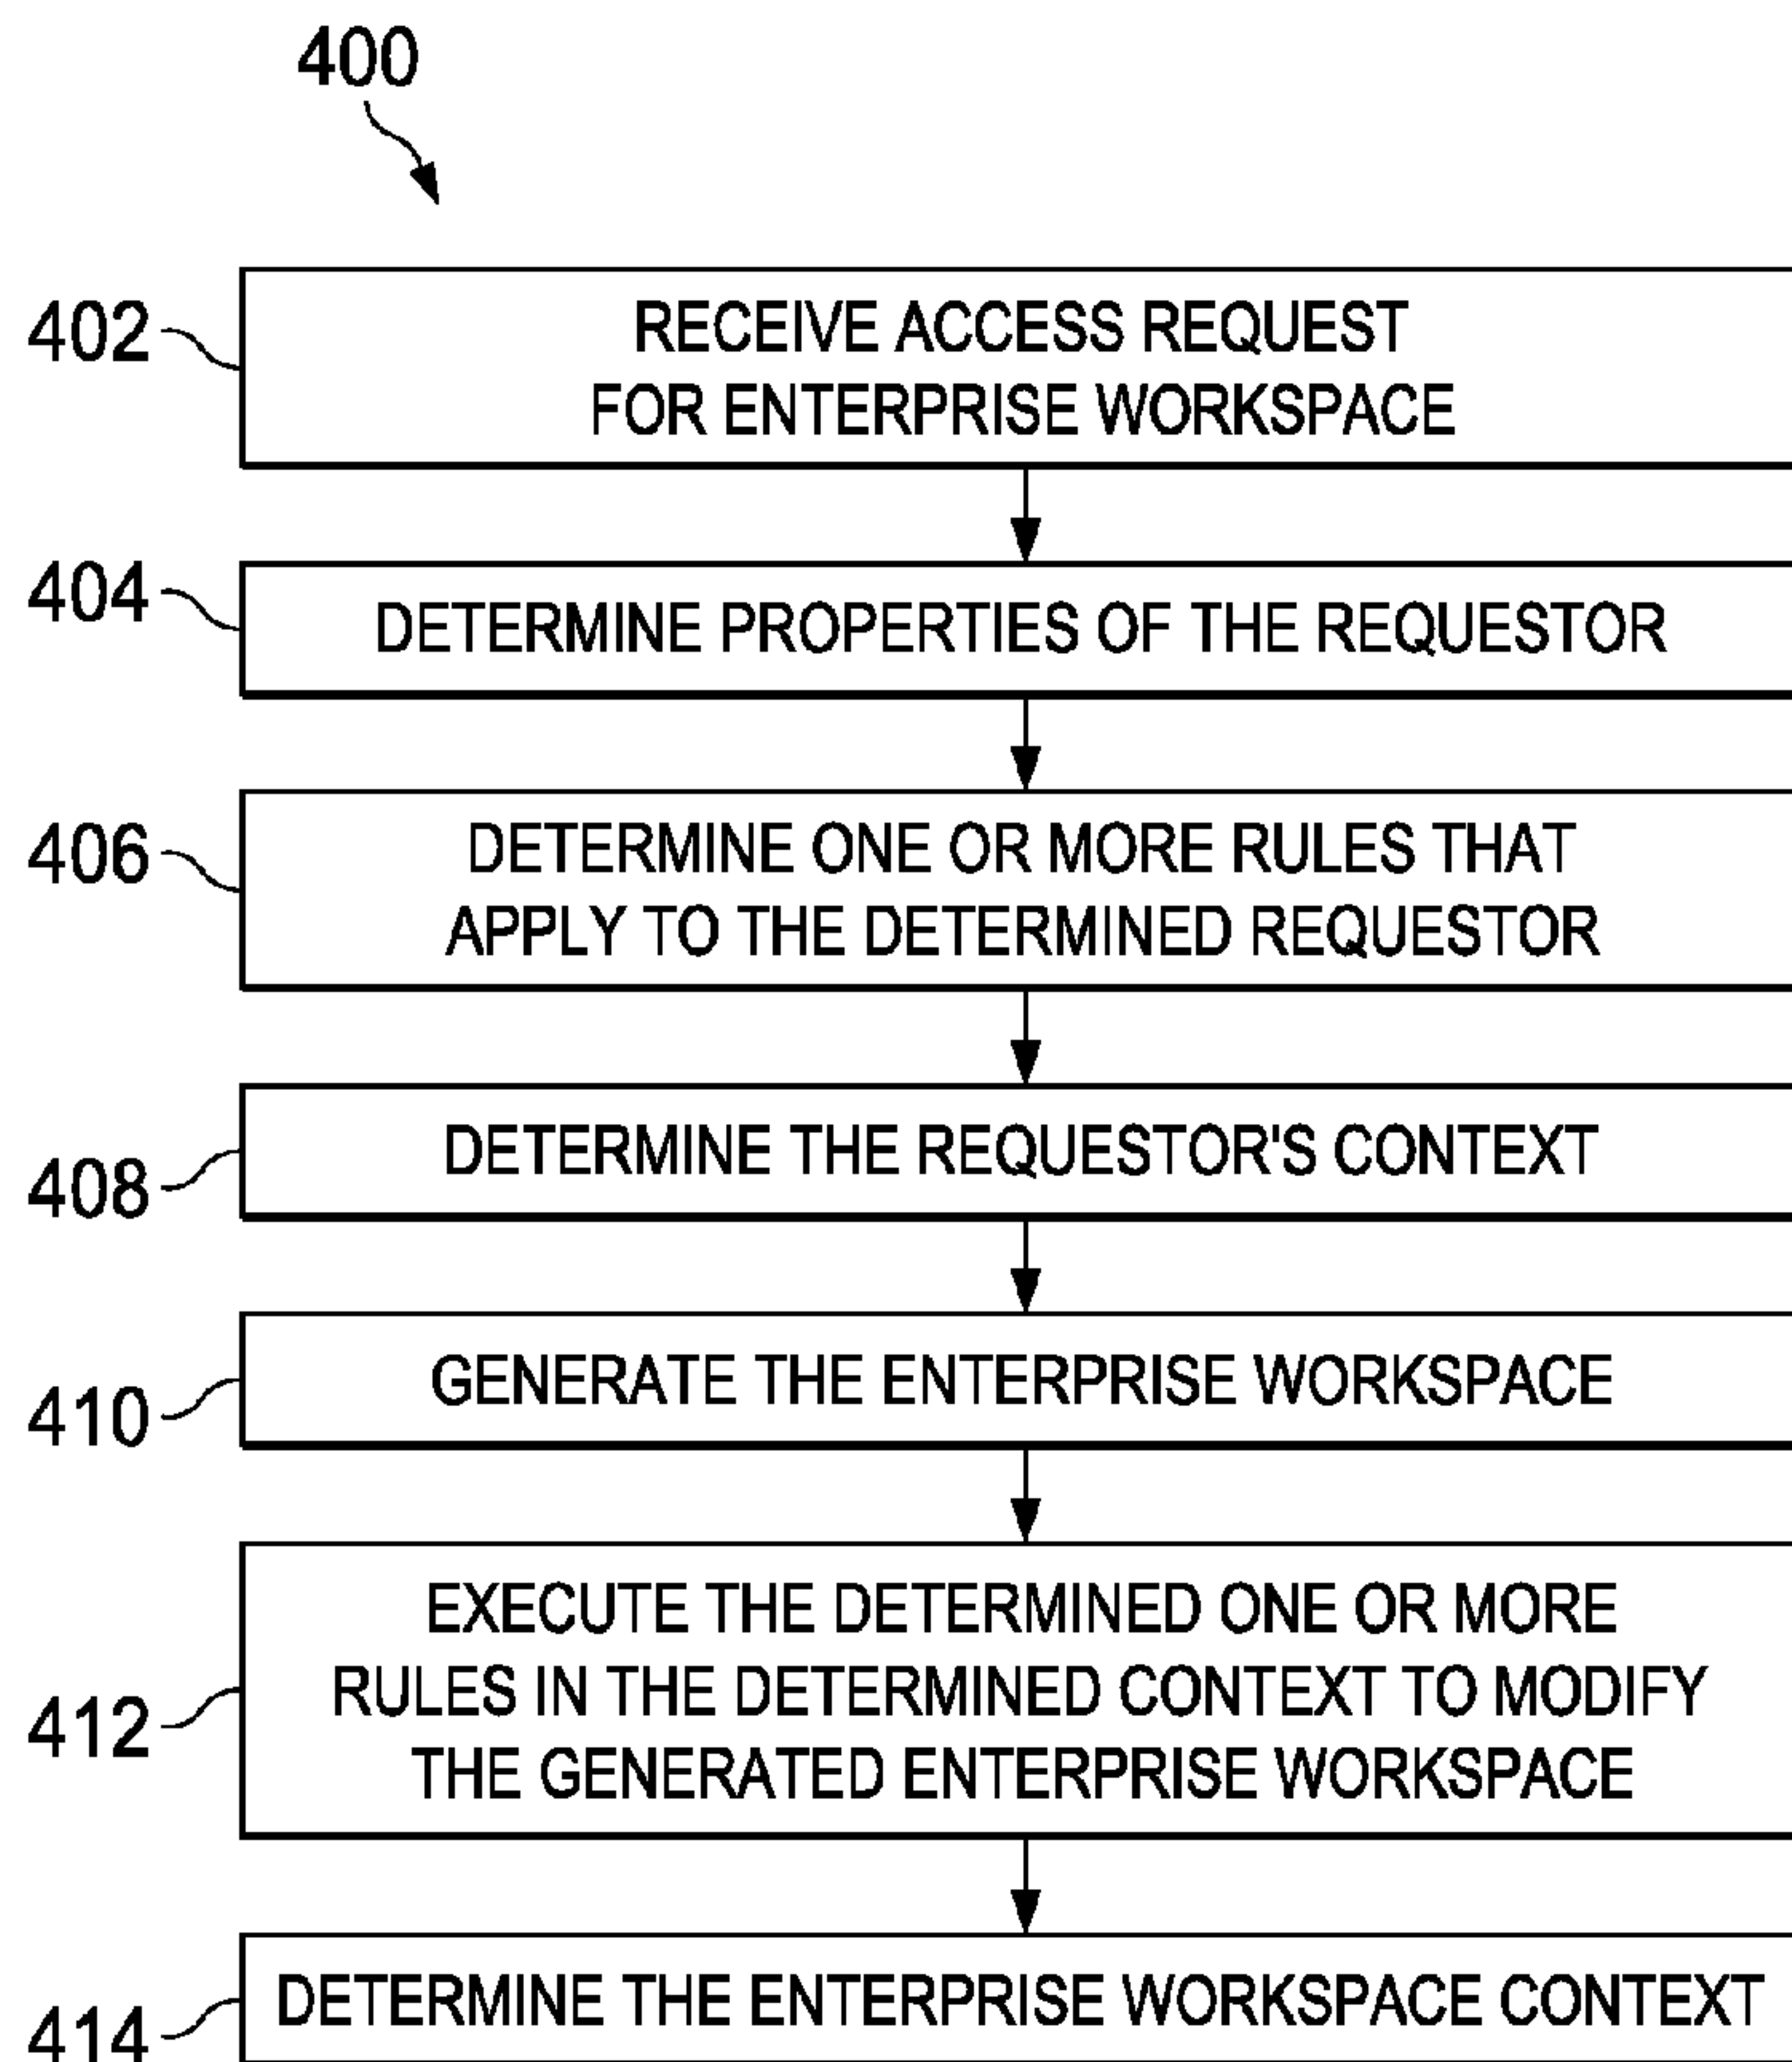 400
402
RECEIVE ACCESS REQUEST
FOR ENTERPRISE WORKSPACE
404
DETERMINE PROPERTIES OF THE REQUESTOR
406
DETERMINE ONE OR MORE RULES THAT
APPLY TO THE DETERMINED REQUESTOR
408
DETERMINE THE REQUESTOR'S CONTEXT
410
GENERATE THE ENTERPRISE WORKSPACE
412
EXECUTE THE DETERMINED ONE OR MORE
RULES IN THE DETERMINED CONTEXT TO MODIFY
THE GENERATED ENTERPRISE WORKSPACE
414
DETERMINE THE ENTERPRISE WORKSPACE CONTEXT